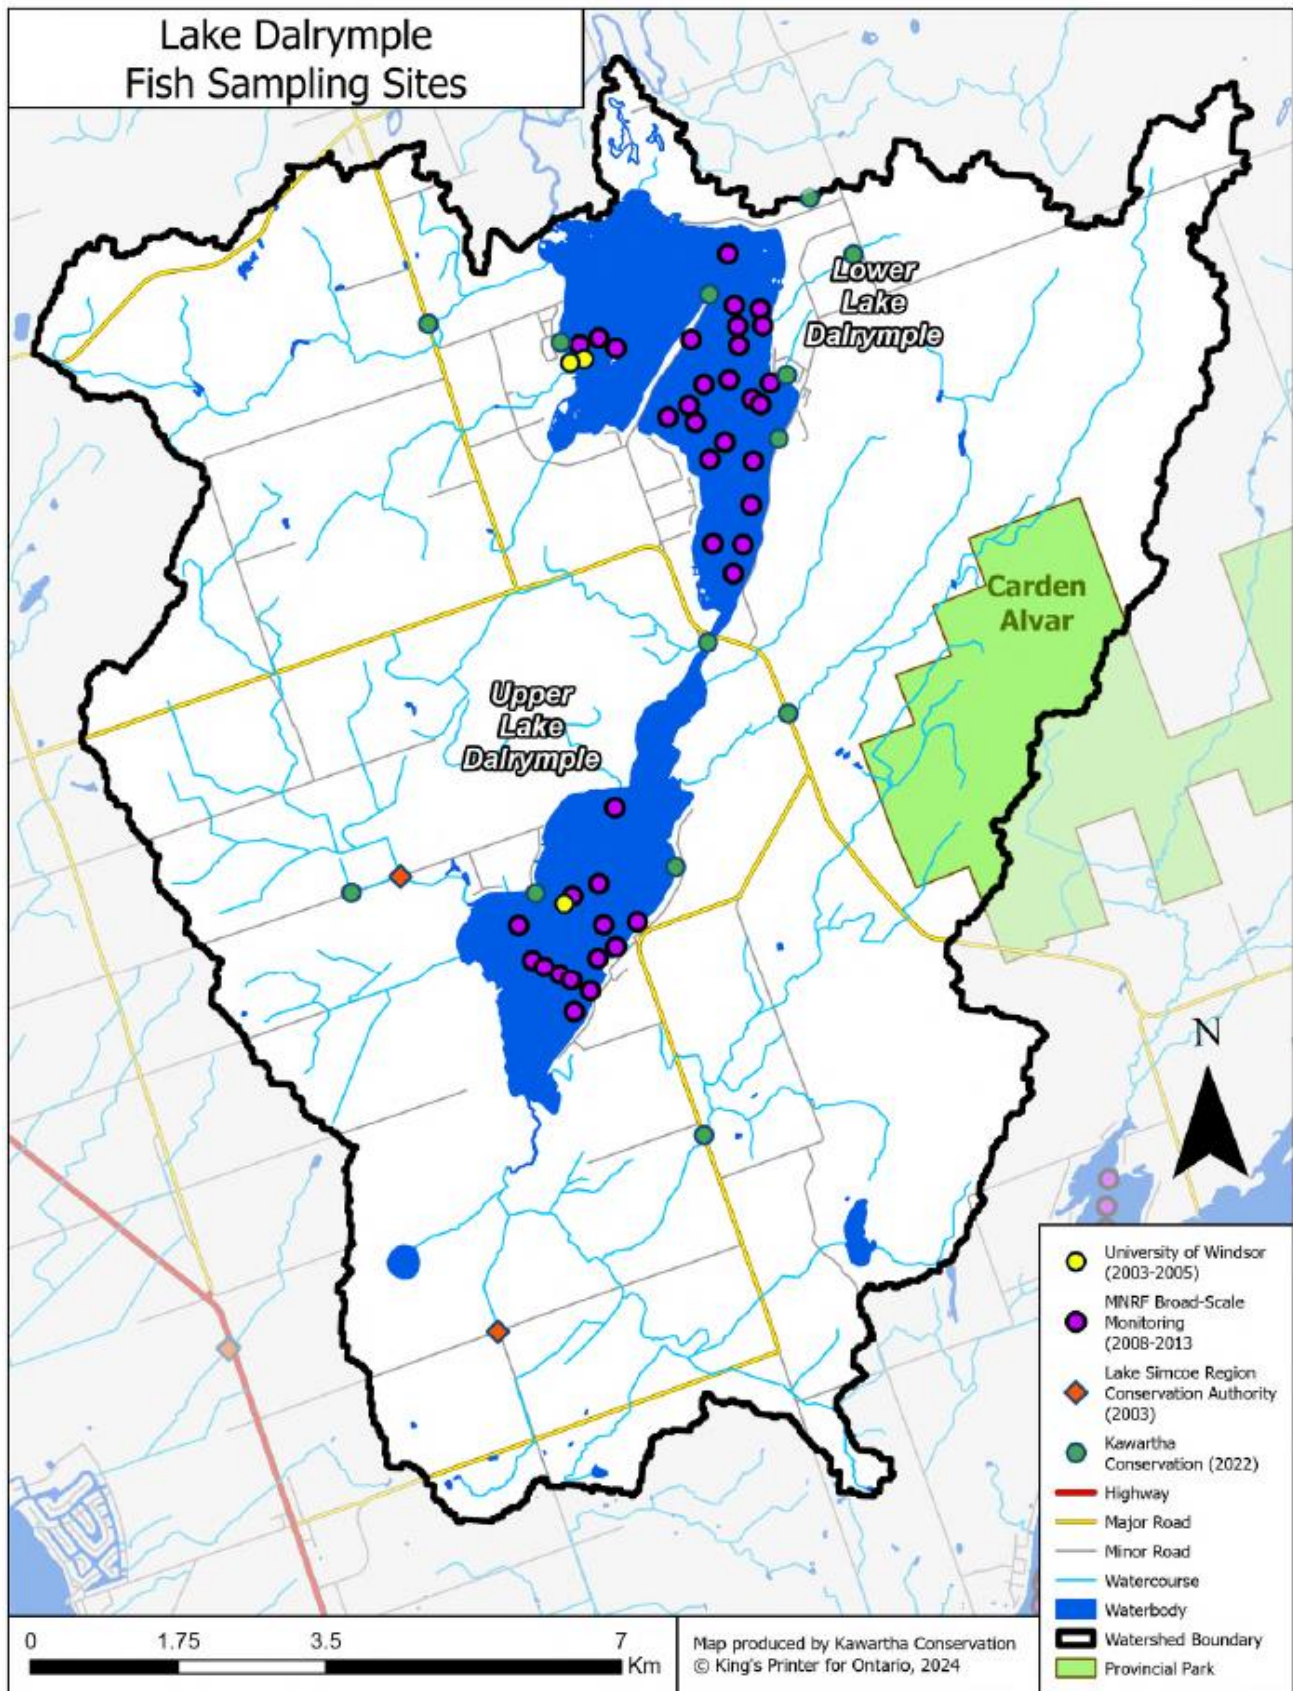 Lake Dalrymple
Fish Sampling Sites
Lower
Lake
Dalrymple
Carden
Alvar
Upper
Lake
Dalrymple
N
University of Windsor
(2003-2005)
MNRF Broad-Scale
Monitoring
(2008-2013
Lake Simcoe Region
Conservation Authority
(2003)
Kawartha
Conservation (2022)
Highway
Major Road
Minor Road
Watercourse
Waterbody
Watershed Boundary
Provincial Park
0 1.75 3.5 7
Km
Map produced by Kawartha Conservation
© King's Printer for Ontario, 2024